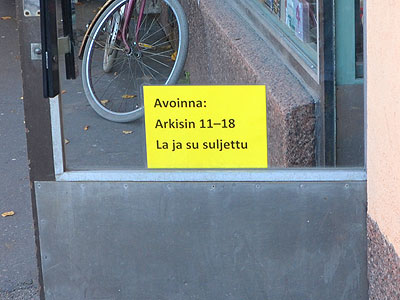 Avoinna:
Arkisin 11–18
La ja su suljettu